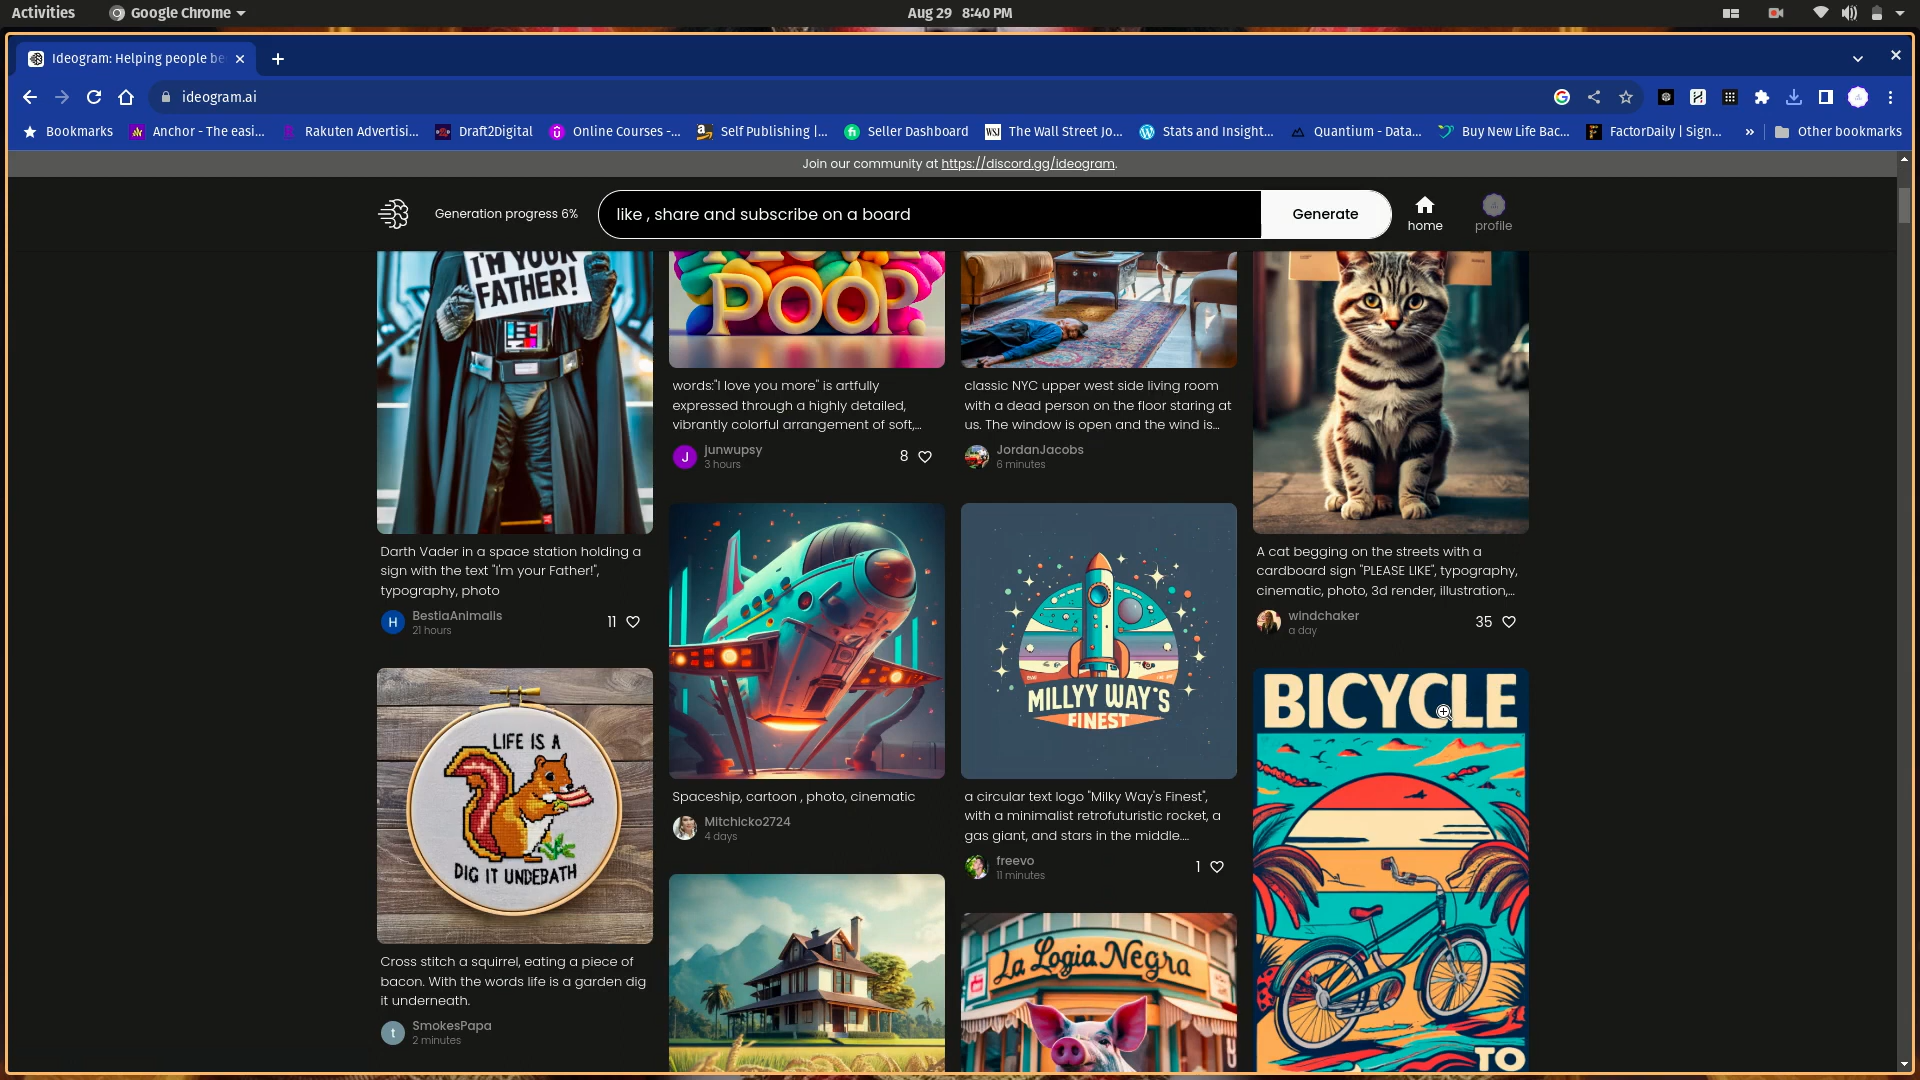 Activities
Google Chrome
Aug 29 8:40 PM
Ideogram: Helping people be
ideogram.ai
Bookmarks
Anchor - The easi...
Rakuten Advertisi...
Draft2Digital
Online Courses -...
Self Publishing |...
Seller Dashboard
WSJ
The Wall Street Jo...
Stats and Insight...
Quantium - Data...
Buy New Life Bac...
FactorDaily | Sign...
»
Other bookmarks
Join our community at https://discord.gg/ideogram.
Generation progress 6%
like , share and subscribe on a board
Generate
home
profile
I'M YOUR
FATHER!
Darth Vader in a space station holding a
sign with the text "I'm your Father!",
typography, photo
H
BestiaAnimalis
21 hours
11
LIFE IS A
DIG IT UNDEBATH
Cross stitch a squirrel, eating a piece of
bacon. With the words life is a garden dig
it underneath.
t
SmokesPapa
2 minutes
POOP
words:"I love you more" is artfully
expressed through a highly detailed,
vibrantly colorful arrangement of soft,...
J
junwupsy
3 hours
8
Spaceship, cartoon , photo, cinematic
Mitchicko2724
4 days
classic NYC upper west side living room
with a dead person on the floor staring at
us. The window is open and the wind is...
JordanJacobs
6 minutes
MILLYY WAY'S
FINEST
a circular text logo "Milky Way's Finest",
with a minimalist retrofuturistic rocket, a
gas giant, and stars in the middle....
freevo
11 minutes
1
La Logia Negra
A cat begging on the streets with a
cardboard sign "PLEASE LIKE", typography,
cinematic, photo, 3d render, illustration,...
windchaker
a day
35
BICYCLE
TO